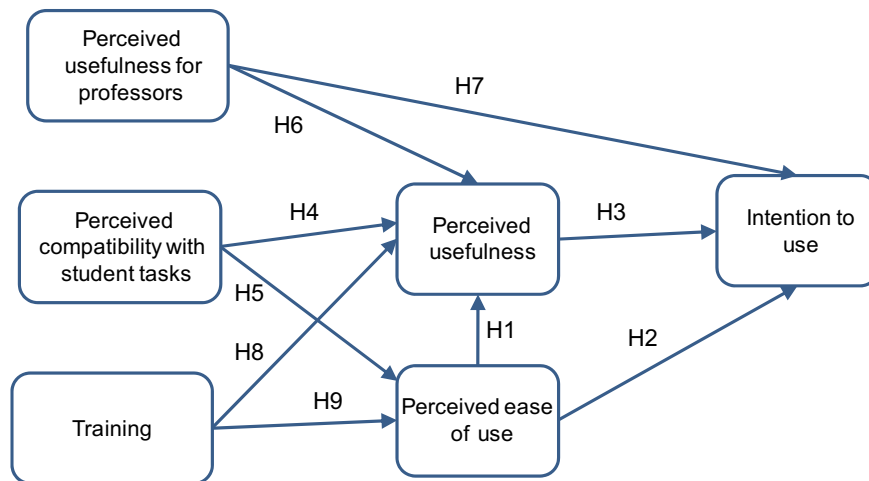 Perceived
usefulness for
professors
H7
H6
Perceived
compatibility with
student tasks
H4
Perceived
usefulness
H3
Intention to
use
H5
H8
H1
H2
Training
H9
Perceived ease
of use